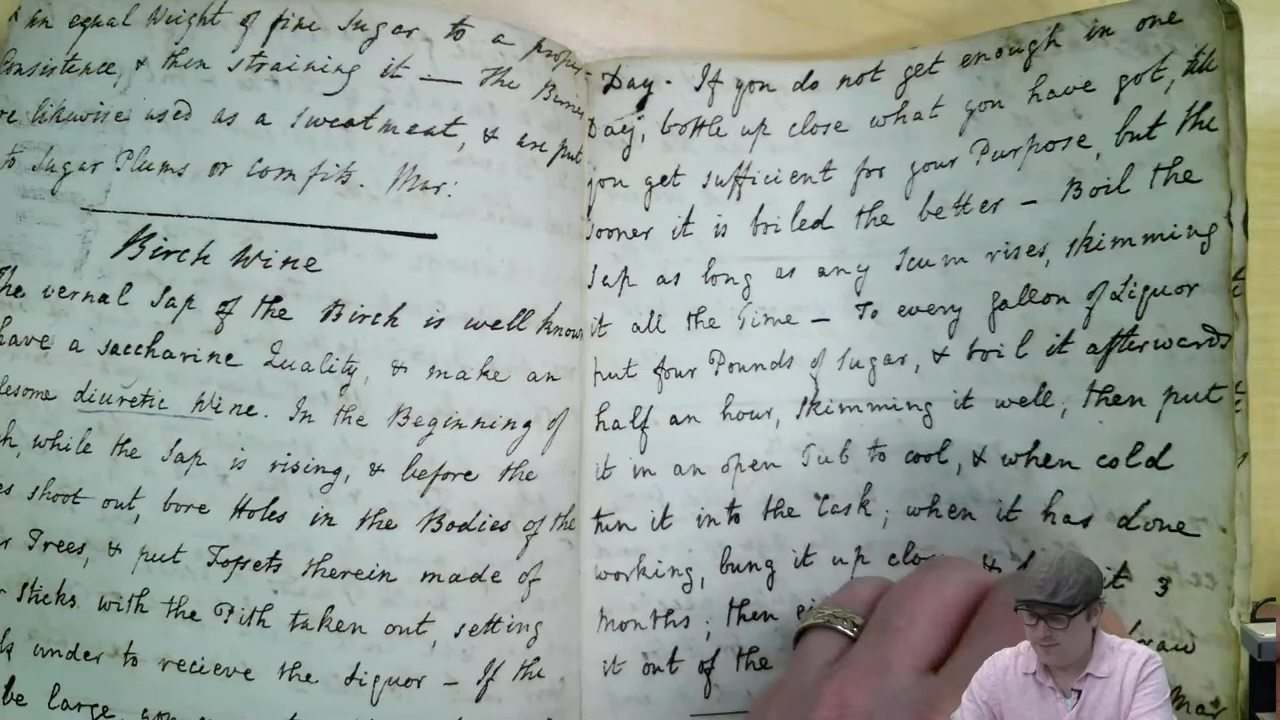 an equal Weight of fine Sugar to a proper
Consistence, & then straining it — the Birnies
likewise used as a sweatmeat, & are put
to Sugar Plums or comfits. Mar:
Birch Wine
The vernal Sap of the Birch is well known
have a saccharine Quality, & make an
lesome diuretic Wine. In the Beginning of
while the Sap is rising, & before the
shoot out, bore Holes in the Bodies of the
Trees, & put Fossets therein made of
sticks with the Pith taken out, setting
under to recieve the Liquor – If the
be large, you
Day. If you do not get enough in one
Day, bottle up close what you have got, till
you get sufficient for your Purpose, but the
sooner it is boiled the better – Boil the
Sap as long as any Scum rises, skimming
it all the Time – To every gallon of Liquor
put four Pounds of Sugar, & boil it afterwards
half an hour, skimming it well, then put
it in an open Tub to cool, & when cold
tun it into the Cask; when it has done
working, bung it up close & it 3
Months; then
it out of the draw
Mar